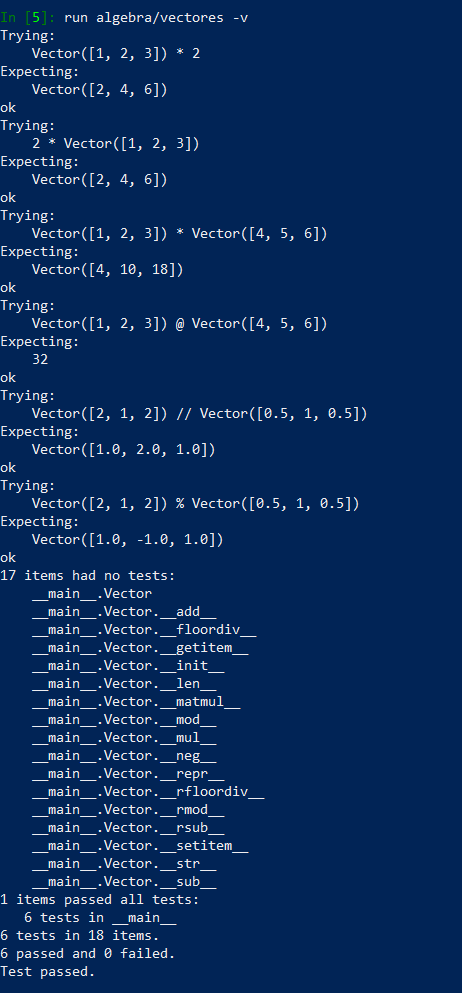 In [5]: run algebra/vectores -v
Trying:
    Vector([1, 2, 3]) * 2
Expecting:
    Vector([2, 4, 6])
ok
Trying:
    2 * Vector([1, 2, 3])
Expecting:
    Vector([2, 4, 6])
ok
Trying:
    Vector([1, 2, 3]) * Vector([4, 5, 6])
Expecting:
    Vector([4, 10, 18])
ok
Trying:
    Vector([1, 2, 3]) @ Vector([4, 5, 6])
Expecting:
    32
ok
Trying:
    Vector([2, 1, 2]) // Vector([0.5, 1, 0.5])
Expecting:
    Vector([1.0, 2.0, 1.0])
ok
Trying:
    Vector([2, 1, 2]) % Vector([0.5, 1, 0.5])
Expecting:
    Vector([1.0, -1.0, 1.0])
ok
17 items had no tests:
    __main__.Vector
    __main__.Vector.__add__
    __main__.Vector.__floordiv__
    __main__.Vector.__getitem__
    __main__.Vector.__init__
    __main__.Vector.__len__
    __main__.Vector.__matmul__
    __main__.Vector.__mod__
    __main__.Vector.__mul__
    __main__.Vector.__neg__
    __main__.Vector.__repr__
    __main__.Vector.__rfloordiv__
    __main__.Vector.__rmod__
    __main__.Vector.__rsub__
    __main__.Vector.__setitem__
    __main__.Vector.__str__
    __main__.Vector.__sub__
1 items passed all tests:
   6 tests in __main__
6 tests in 18 items.
6 passed and 0 failed.
Test passed.